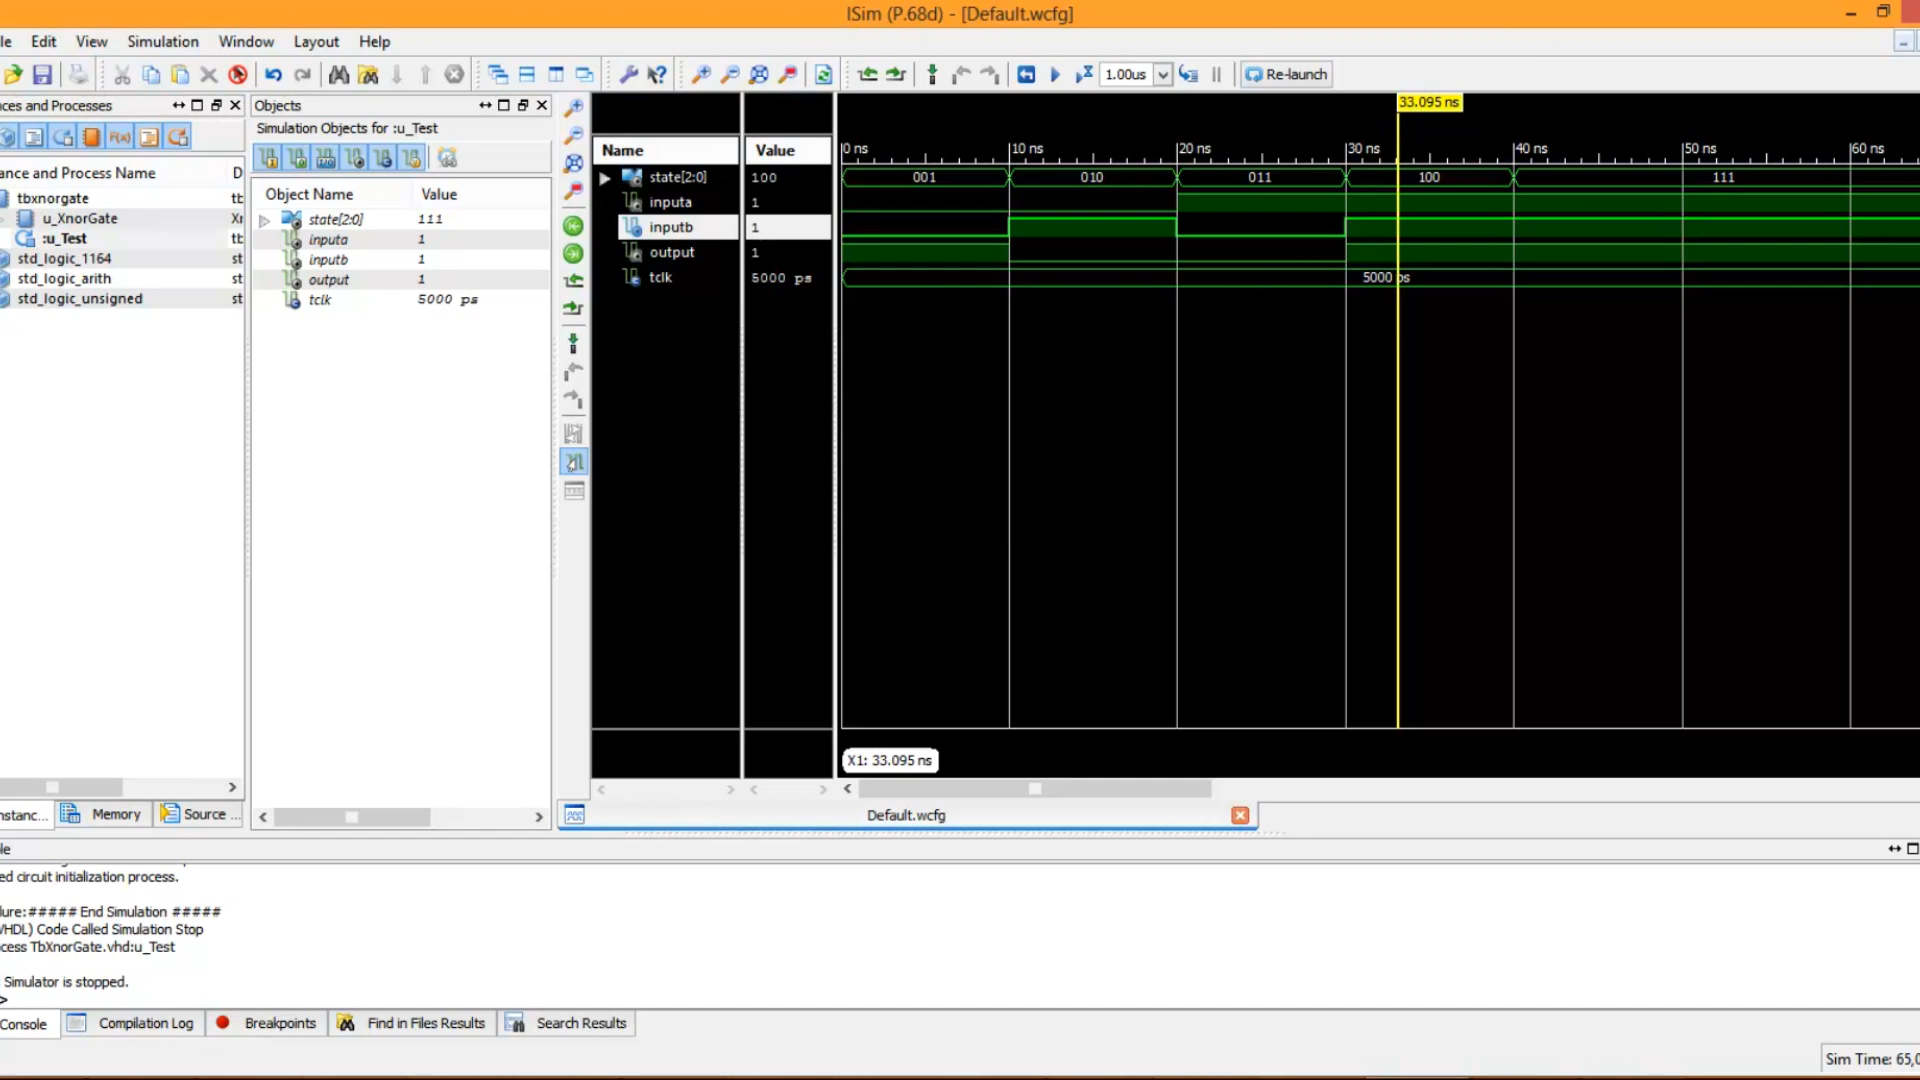 ISim (P.68d) - [Default.wcfg]
le Edit View Simulation Window Layout Help
1.00us Re-launch
nces and Processes
ance and Process Name D
tbxnorgate tb
u_XnorGate Xr
:u_Test tb
std_logic_1164 st
std_logic_arith st
std_logic_unsigned st
nstanc... Memory Source ...
Objects
Simulation Objects for :u_Test
Object Name Value
state[2:0] 111
inputa 1
inputb 1
output 1
tclk 5000 ps
Name Value
state[2:0] 100
inputa 1
inputb 1
output 1
tclk 5000 ps
33.095 ns
0 ns 10 ns 20 ns 30 ns 40 ns 50 ns 60 ns
001 010 011 100 111
5000 ps
X1: 33.095 ns
Default.wcfg
le
ed circuit initialization process.
lure:##### End Simulation #####
VHDL) Code Called Simulation Stop
cess TbXnorGate.vhd:u_Test
Simulator is stopped.
>
Console Compilation Log Breakpoints Find in Files Results Search Results
Sim Time: 65,0